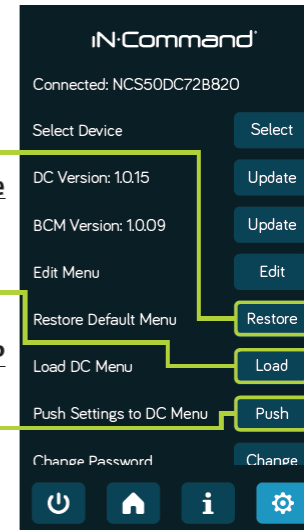 iN·Command
Connected: NCS50DC72B820
Select Device Select
DC Version: 1.0.15 Update
BCM Version: 1.0.09 Update
Edit Menu Edit
Restore Default Menu Restore
Load DC Menu Load
Push Settings to DC Menu Push
Change Password Change